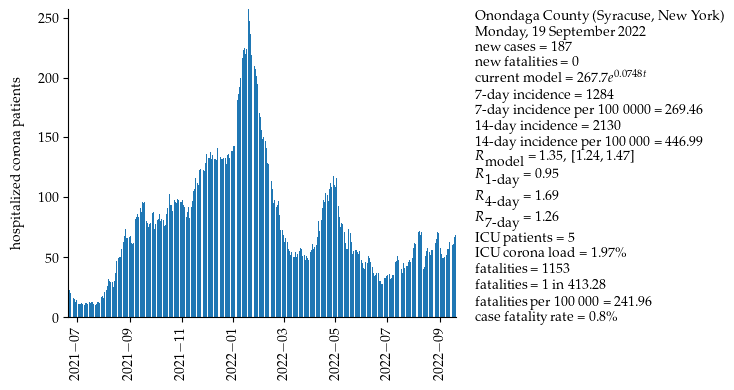 250
200
150
100
50
0
hospitalized corona patients
2021−07
2021−09
2021−11
2022−01
2022−03
2022−05
2022−07
2022−09
Onondaga County (Syracuse, New York)
Monday, 19 September 2022
new cases = 187
new fatalities = 0
current model = 267.7e^0.0748t
7-day incidence = 1284
7-day incidence per 100 0000 = 269.46
14-day incidence = 2130
14-day incidence per 100 000 = 446.99
R_model = 1.35, [1.24, 1.47]
R_1-day = 0.95
R_4-day = 1.69
R_7-day = 1.26
ICU patients = 5
ICU corona load = 1.97%
fatalities = 1153
fatalities = 1 in 413.28
fatalities per 100 000 = 241.96
case fatality rate = 0.8%